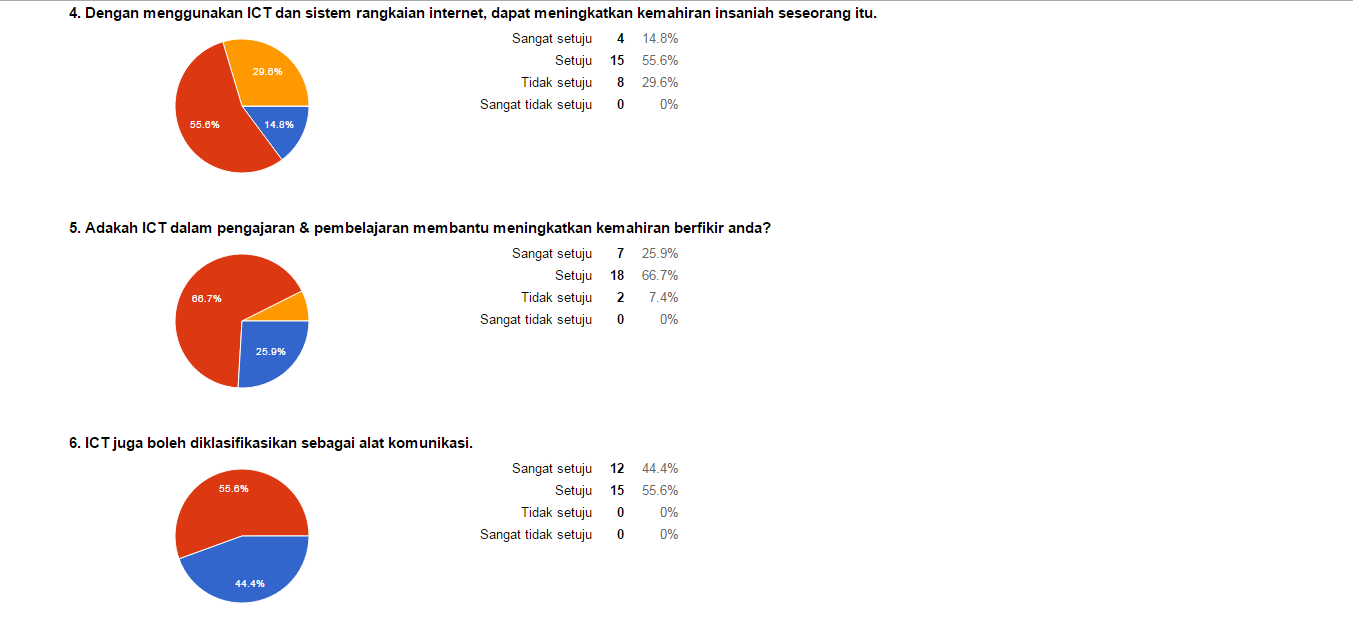 4. Dengan menggunakan ICT dan sistem rangkaian internet, dapat meningkatkan kemahiran insaniah seseorang itu.
Sangat setuju 4 14.8%
Setuju 15 55.6%
Tidak setuju 8 29.6%
Sangat tidak setuju 0 0%
29.6%
55.6%
14.8%
5. Adakah ICT dalam pengajaran & pembelajaran membantu meningkatkan kemahiran berfikir anda?
Sangat setuju 7 25.9%
Setuju 18 66.7%
Tidak setuju 2 7.4%
Sangat tidak setuju 0 0%
66.7%
25.9%
6. ICT juga boleh diklasifikasikan sebagai alat komunikasi.
Sangat setuju 12 44.4%
Setuju 15 55.6%
Tidak setuju 0 0%
Sangat tidak setuju 0 0%
55.6%
44.4%